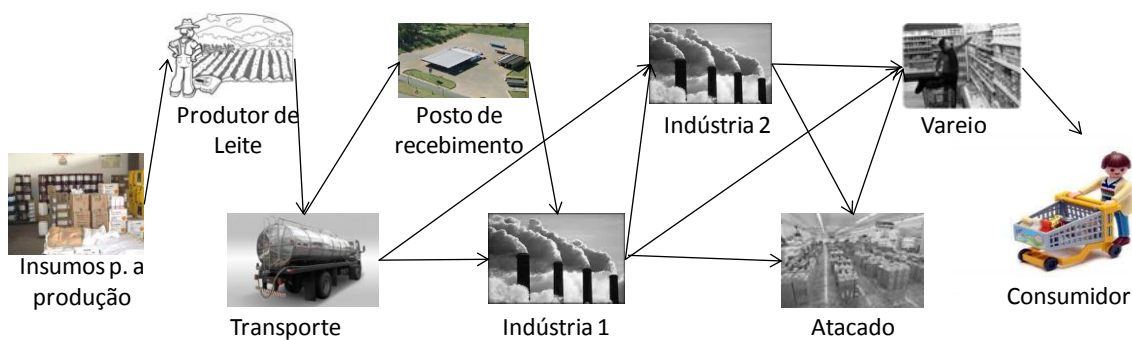 Produtor de
Leite
Posto de
recebimento
Indústria 2
Vareio
Insumos p. a
produção
Transporte
Indústria 1
Atacado
Consumidor